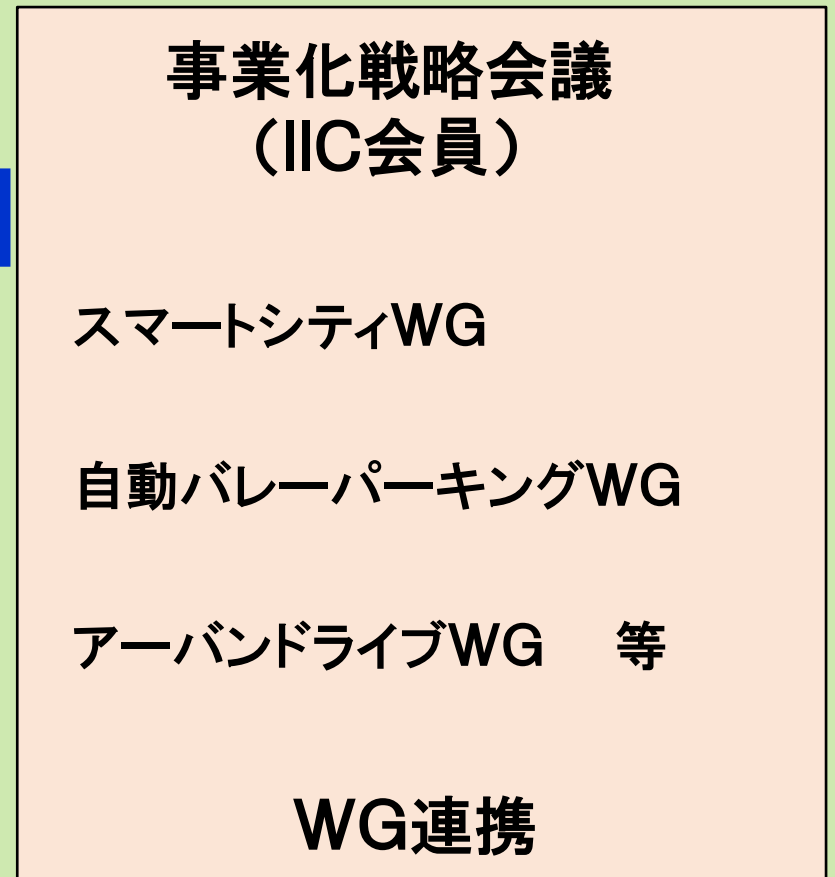 事業化戦略会議
（IIC会員）
スマートシティWG
自動バレーパーキングWG
アーバンドライブWG　等
WG連携